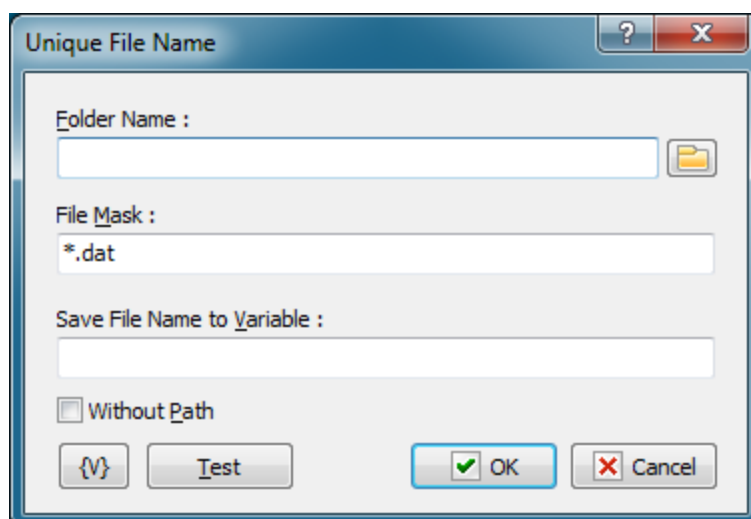 Unique File Name
?
Folder Name :
File Mask :
*.dat
Save File Name to Variable :
Without Path
{V} Test OK Cancel